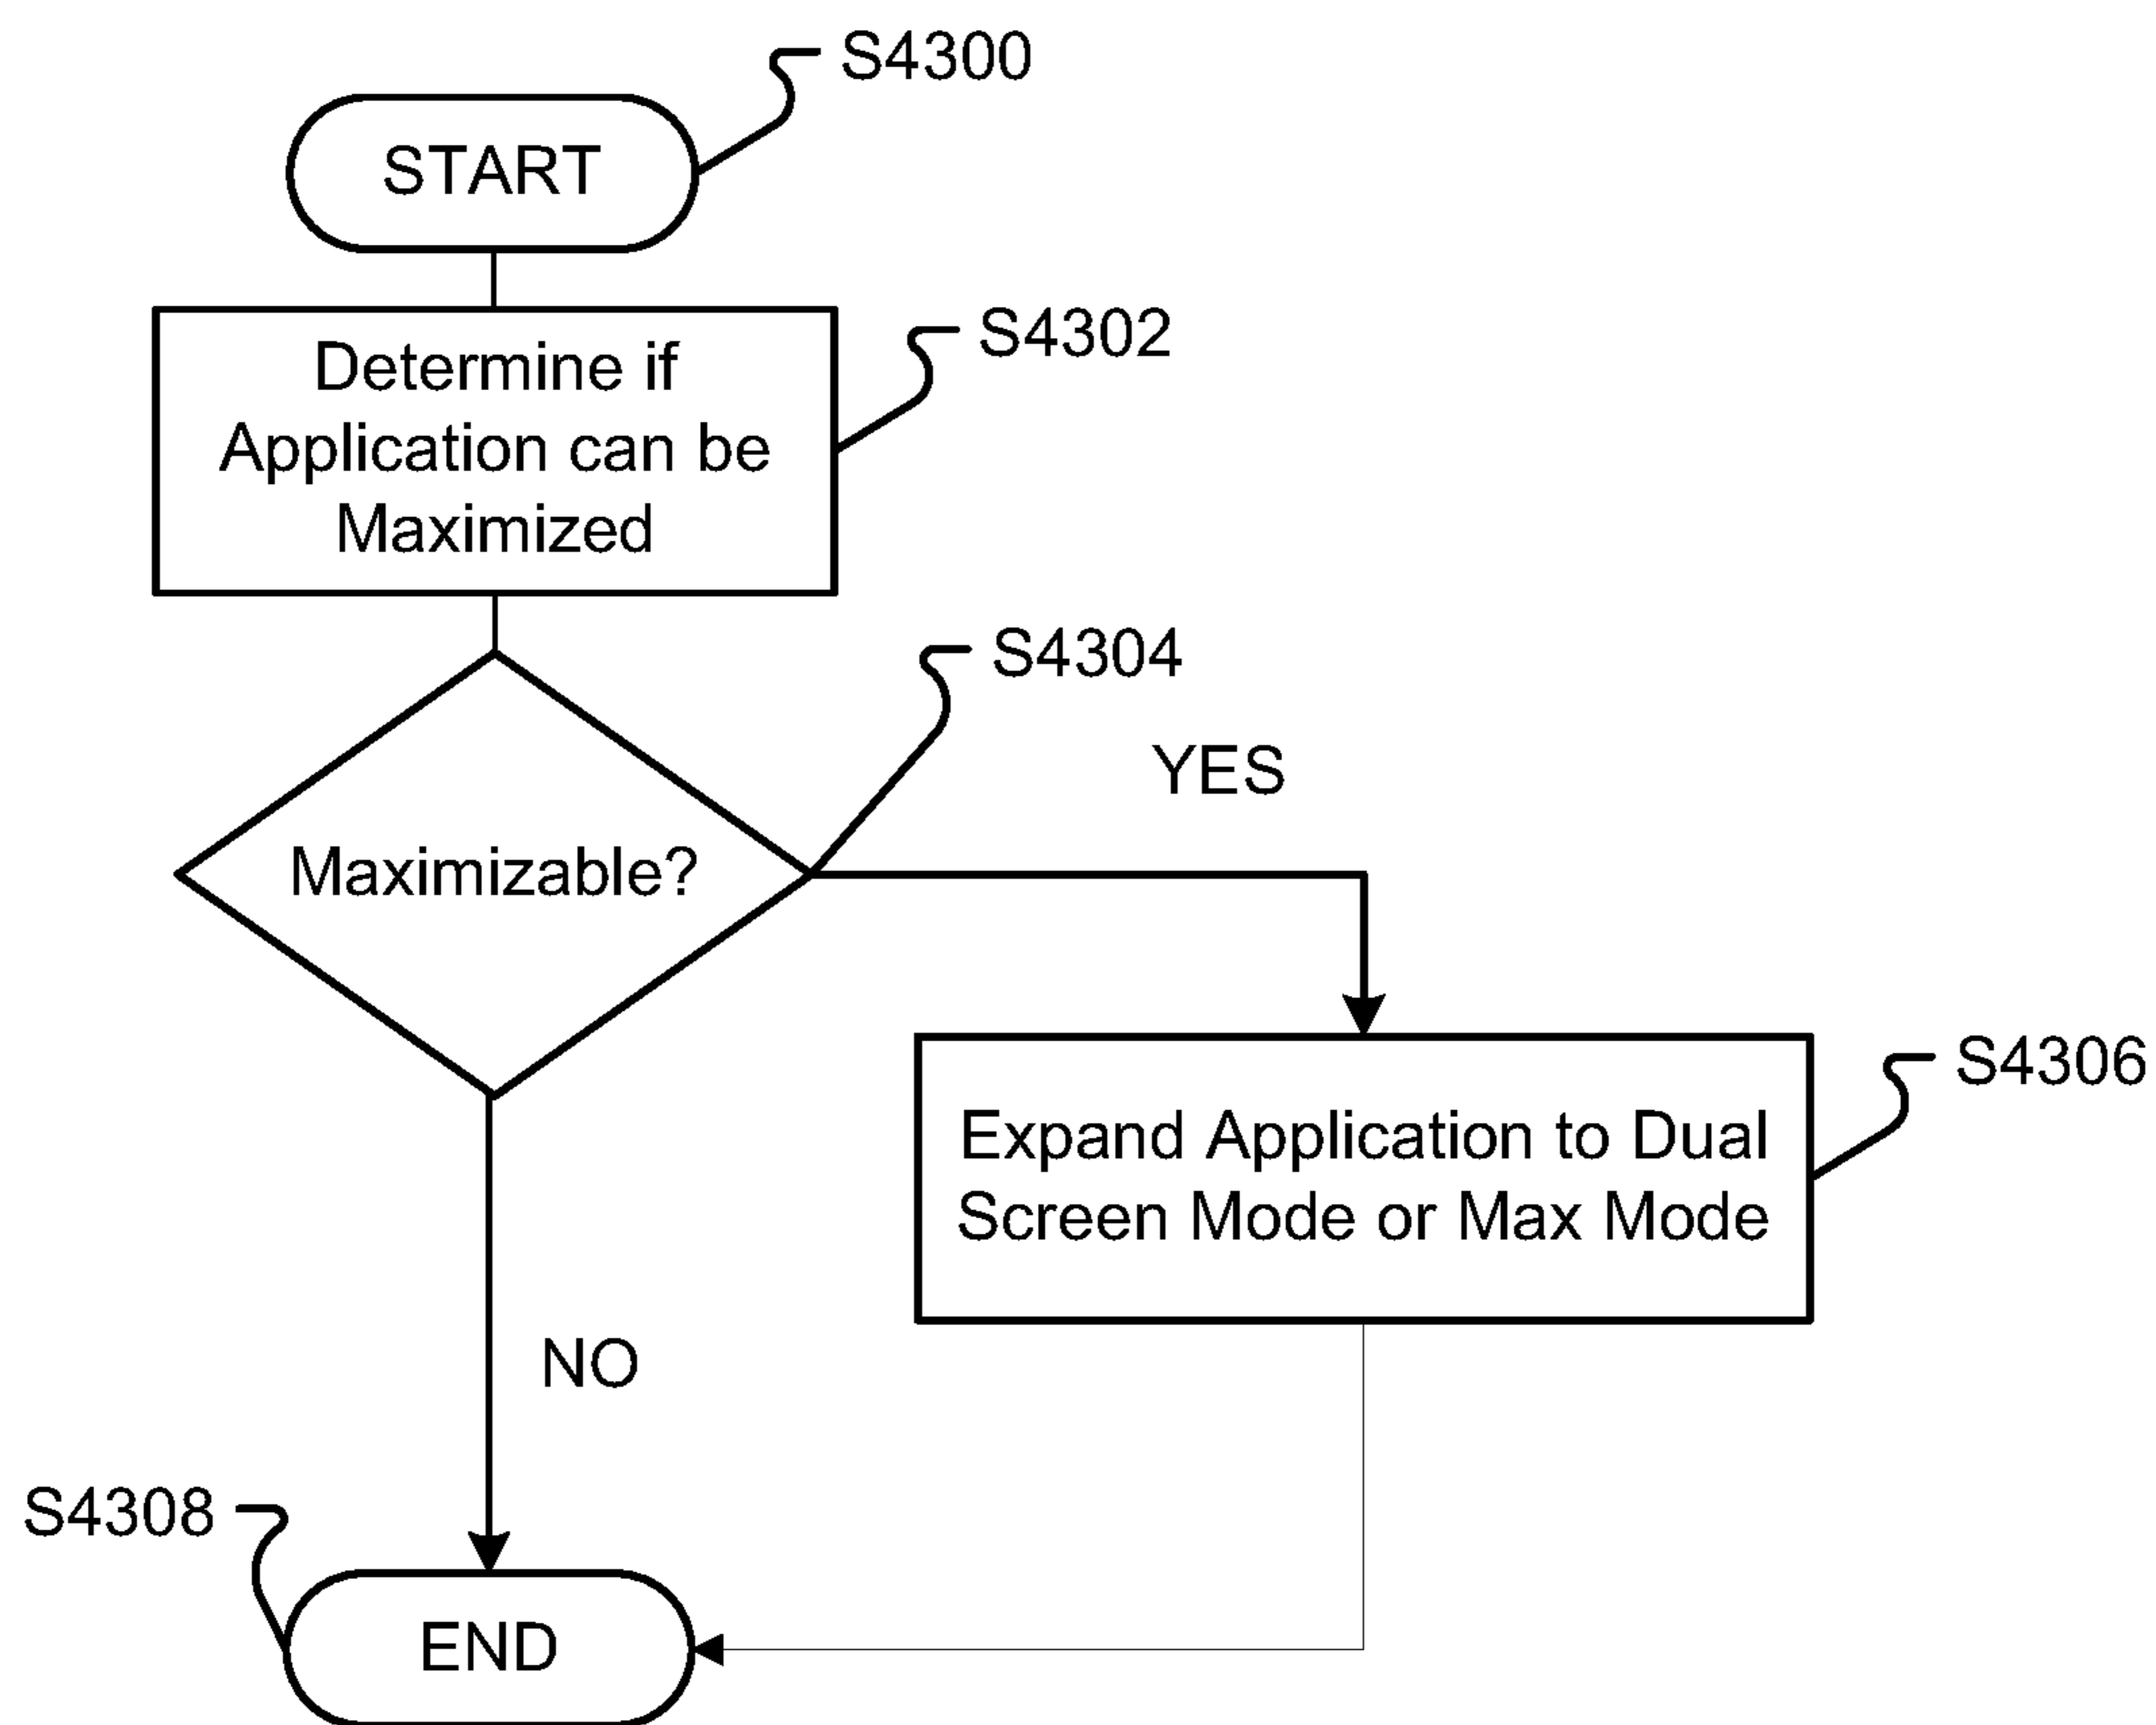 S4300
START
S4302
Determine if
Application can be
Maximized
S4304
YES
Maximizable?
S4306
Expand Application to Dual
Screen Mode or Max Mode
NO
S4308
END